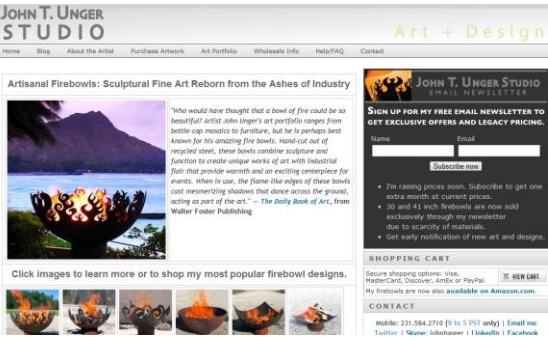 JOHN T. UNGER
STUDIO
Art + Design
Home Blog About the Artist Purchase Artwork Art Portfolio Wholesale Info Help/FAQ Contact
Artisanal Firebowls: Sculptural Fine Art Reborn from the Ashes of Industry
"Who would have thought that a bowl of fire could be so
beautiful? Artist John Unger's art portfolio ranges from
bottle-cap mosaics to furniture, but he is perhaps best
known for his amazing fire bowls. Hand-cut out of
recycled steel, these bowls combine sculpture and
function to create unique works of art with industrial
flair that provide warmth and an exciting centerpiece for
events. When in use, the flame-like edges of these bowls
cast mesmerizing shadows that dance across the ground,
acting as part of the art." — The Daily Book of Art, from
Walter Foster Publishing
Click images to learn more or to shop my most popular firebowl designs.
JOHN T. UNGER STUDIO
EMAIL NEWSLETTER
SIGN UP FOR MY FREE EMAIL NEWSLETTER TO
GET EXCLUSIVE OFFERS AND LEGACY PRICING.
Name Email
Subscribe now
• I'm raising prices soon. Subscribe to get one
extra month at current prices.
• 30 and 41 inch firebowls are now sold
exclusively through my newsletter
due to scarcity of materials.
• Get early notification of new art and designs.
SHOPPING CART
Secure shopping options: Visa,
MasterCard, Discover, AmEx or PayPal.
VIEW CART
My firebowls are now also available on Amazon.com.
CONTACT
Mobile: 231.584.2710 (9 to 5 PST only) | Email me
Twitter | Skype: johntunger | LinkedIn | Facebook